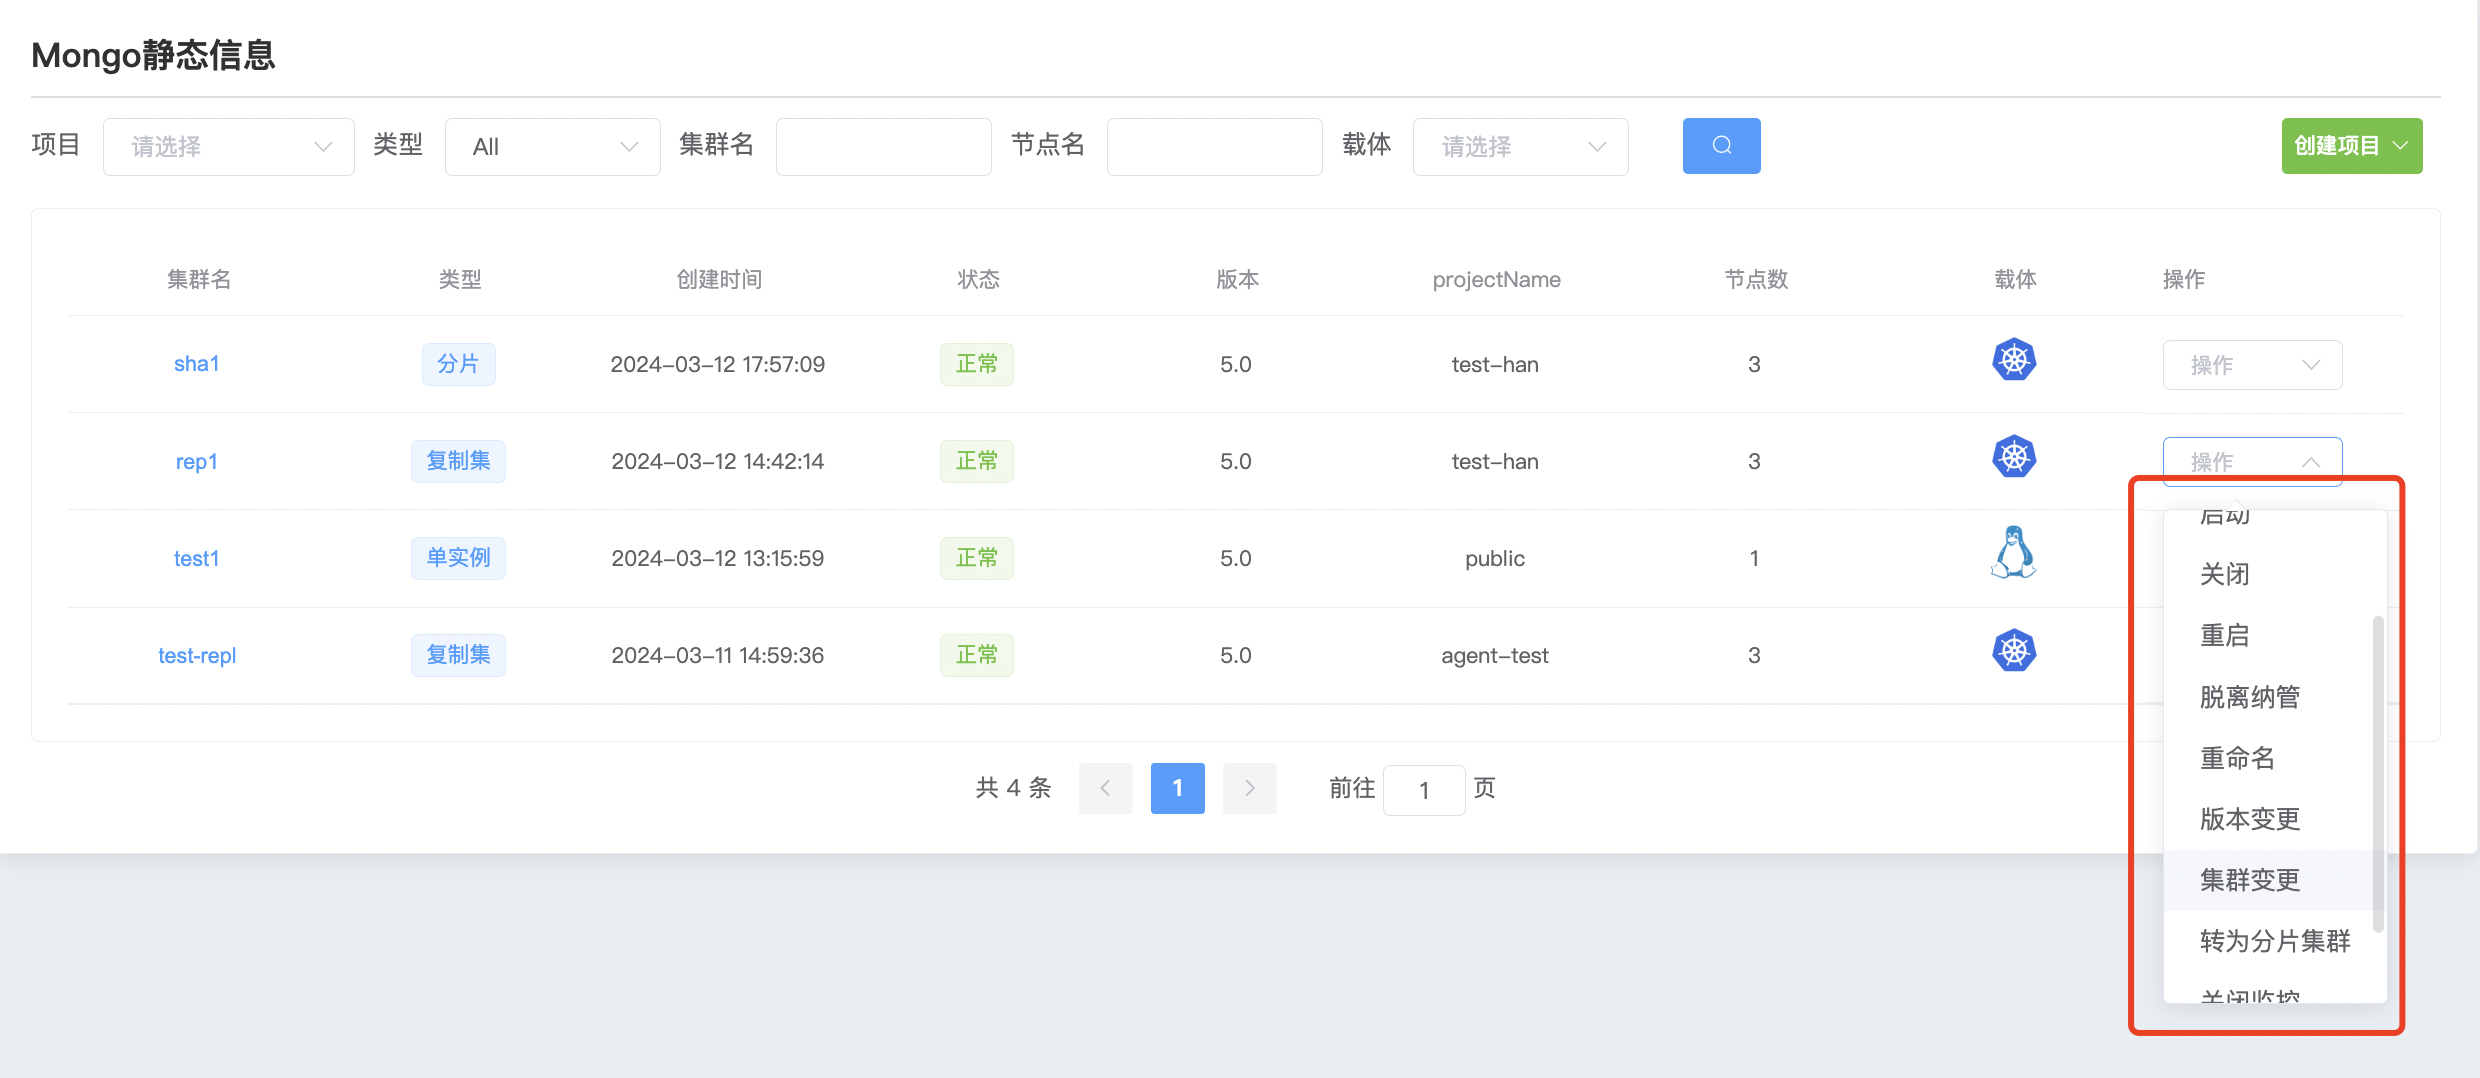 Mongo静态信息
项目 请选择 类型 All 集群名 节点名 载体 请选择 创建项目
集群名 类型 创建时间 状态 版本 projectName 节点数 载体 操作
sha1 分片 2024-03-12 17:57:09 正常 5.0 test-han 3 操作
rep1 复制集 2024-03-12 14:42:14 正常 5.0 test-han 3 操作
test1 单实例 2024-03-12 13:15:59 正常 5.0 public 1
test-repl 复制集 2024-03-11 14:59:36 正常 5.0 agent-test 3
启动
关闭
重启
脱离纳管
重命名
版本变更
集群变更
转为分片集群
关闭监控
共 4 条 1 前往 1 页